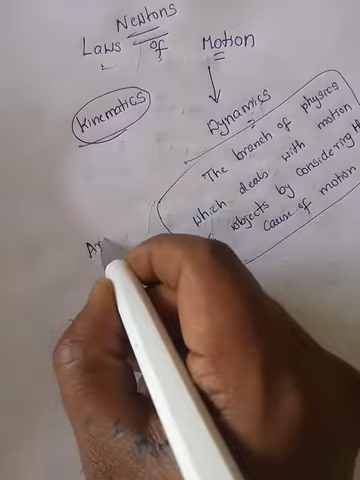 Newtons
Laws of Motion
Kinematics
Dynamics
The branch of physics
which deals with motion
objects by considering
cause of motion